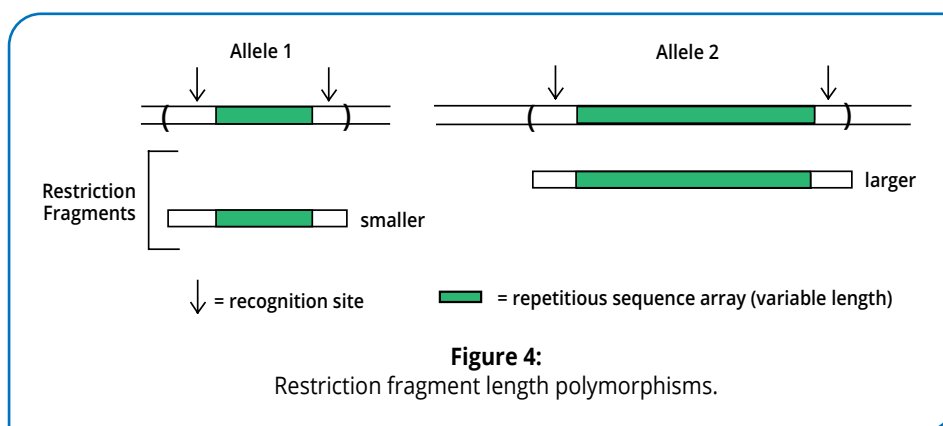 Allele 1
Allele 2
Restriction
Fragments
larger
smaller
= recognition site
= repetitious sequence array (variable length)
Figure 4:
Restriction fragment length polymorphisms.